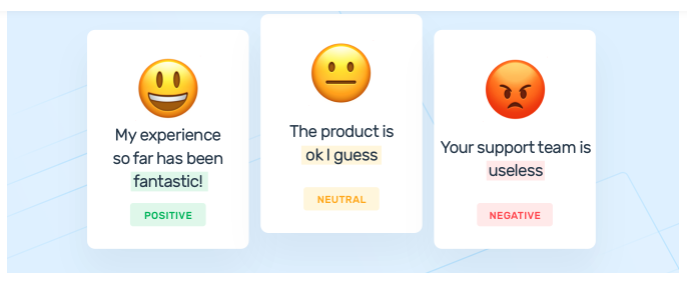 My experience
so far has been
fantastic!
POSITIVE
The product is
ok I guess
NEUTRAL
Your support team is
useless
NEGATIVE